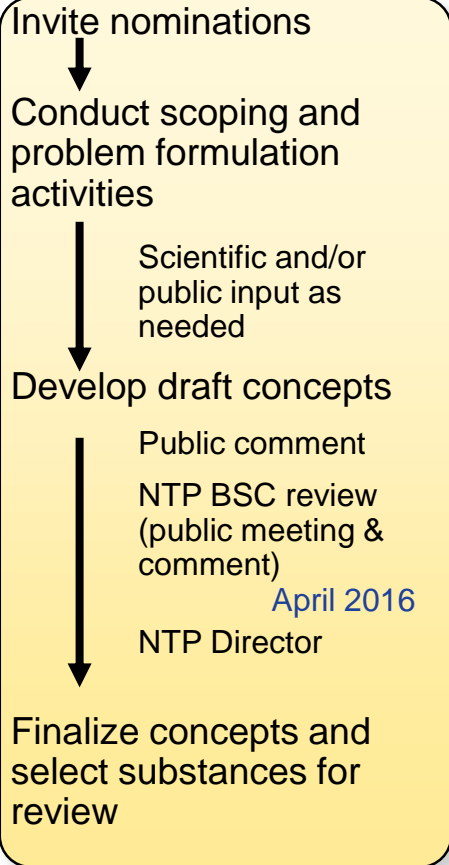 Invite nominations
Conduct scoping and
problem formulation
activities
Scientific and/or
public input as
needed
Develop draft concepts
Public comment
NTP BSC review
(public meeting &
comment)
April 2016
NTP Director
Finalize concepts and
select substances for
review